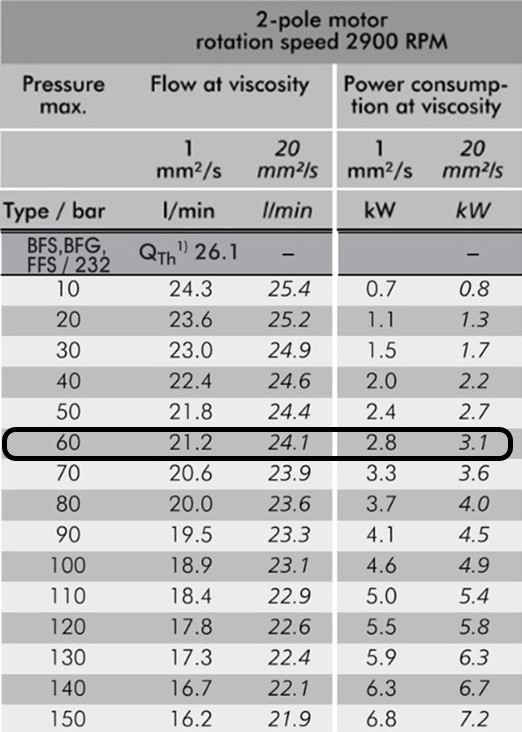 2-pole motor
rotation speed 2900 RPM
Pressure max. Flow at viscosity Power consump-tion at viscosity
1 mm²/s 20 mm²/s 1 mm²/s 20 mm²/s
Type / bar l/min l/min kW kW
BFS,BFG, FFS / 232 QTh¹⁾ 26.1 – –
10 24.3 25.4 0.7 0.8
20 23.6 25.2 1.1 1.3
30 23.0 24.9 1.5 1.7
40 22.4 24.6 2.0 2.2
50 21.8 24.4 2.4 2.7
60 21.2 24.1 2.8 3.1
70 20.6 23.9 3.3 3.6
80 20.0 23.6 3.7 4.0
90 19.5 23.3 4.1 4.5
100 18.9 23.1 4.6 4.9
110 18.4 22.9 5.0 5.4
120 17.8 22.6 5.5 5.8
130 17.3 22.4 5.9 6.3
140 16.7 22.1 6.3 6.7
150 16.2 21.9 6.8 7.2